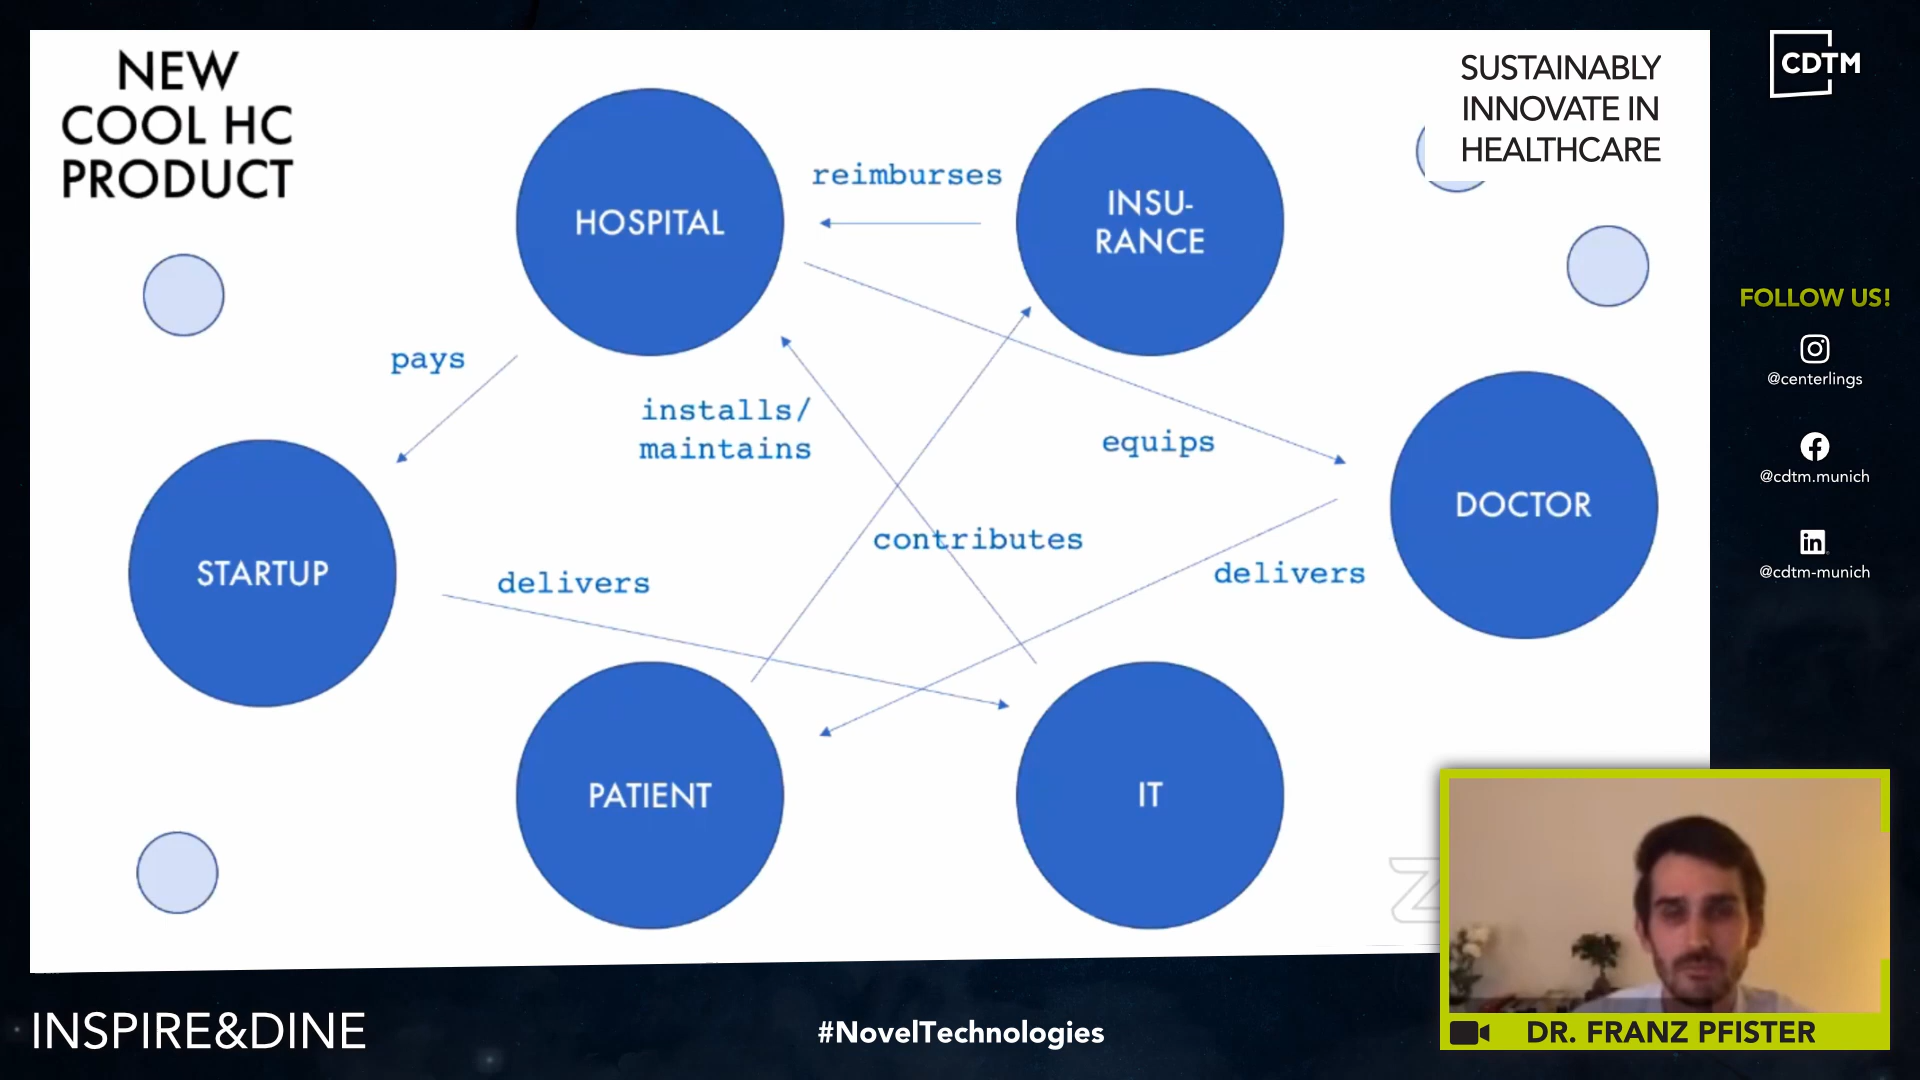 NEW
COOL HC
PRODUCT
SUSTAINABLY
INNOVATE IN
HEALTHCARE
CDTM
HOSPITAL
reimburses
INSU-
RANCE
FOLLOW US!
@centerlings
pays
installs/
maintains
equips
@cdtm.munich
DOCTOR
STARTUP
delivers
contributes
delivers
in
@cdtm-munich
PATIENT
IT
INSPIRE&DINE
#NovelTechnologies
DR. FRANZ PFISTER